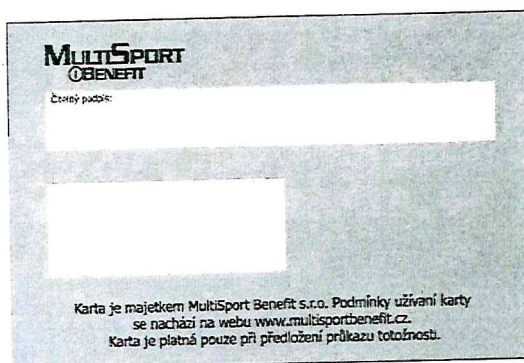 MULTISPORT
BENEFIT
Čitelný podpis:
Karta je majetkem MultiSport Benefit s.r.o. Podmínky užívaní karty
se nachází na webu www.multisportbenefit.cz.
Karta je platná pouze při předložení průkazu totožnosti.